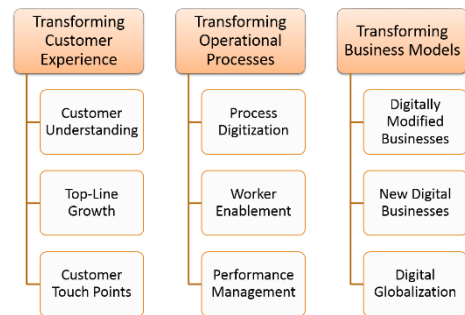 Transforming
Customer
Experience
Customer
Understanding
Top-Line
Growth
Customer
Touch Points
Transforming
Operational
Processes
Process
Digitization
Worker
Enablement
Performance
Management
Transforming
Business Models
Digitally
Modified
Businesses
New Digital
Businesses
Digital
Globalization